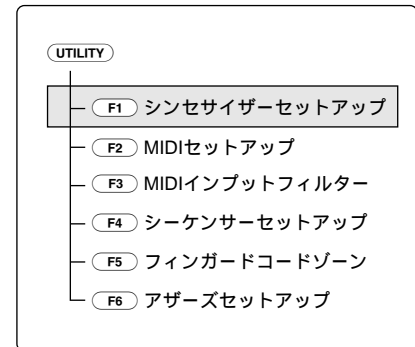 UTILITY
F1 シンセサイザーセットアップ
F2 MIDIセットアップ
F3 MIDIインプットフィルター
F4 シーケンサーセットアップ
F5 フィンガードコードゾーン
F6 アザーズセットアップ